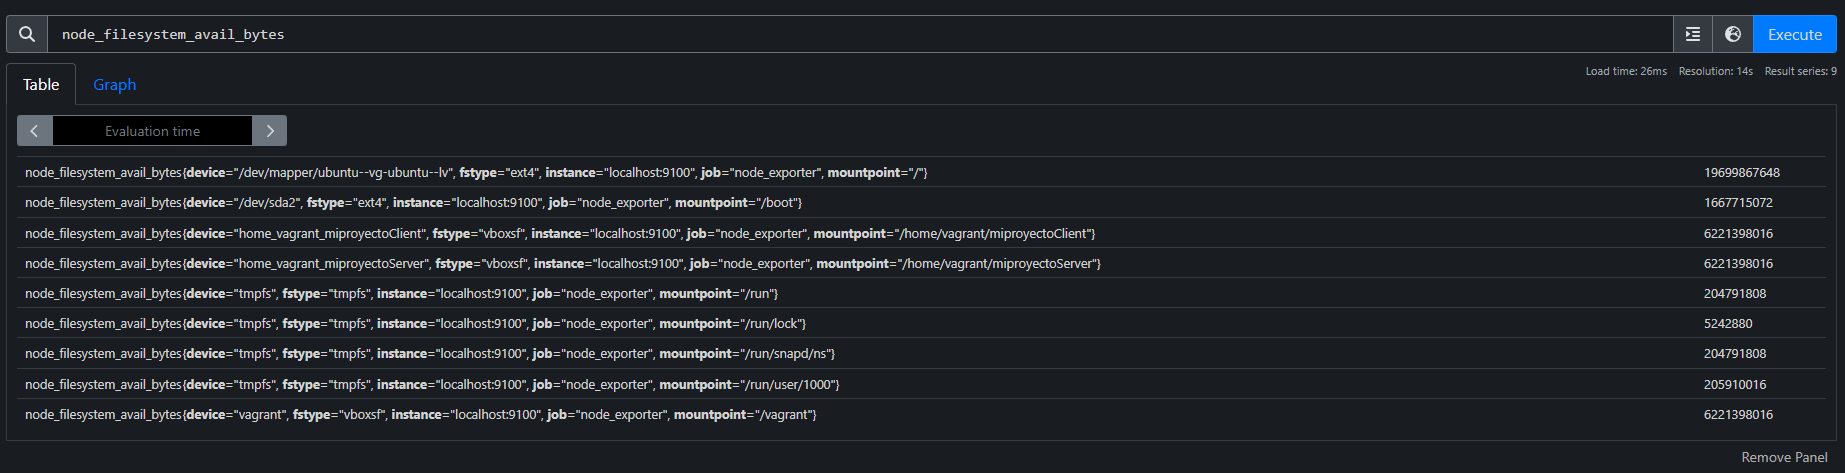 node_filesystem_avail_bytes
Execute
Table
Graph
Load time: 26ms Resolution: 14s Result series: 9
Evaluation time
node_filesystem_avail_bytes{device="/dev/mapper/ubuntu--vg-ubuntu--lv", fstype="ext4", instance="localhost:9100", job="node_exporter", mountpoint="/"} 19699867648
node_filesystem_avail_bytes{device="/dev/sda2", fstype="ext4", instance="localhost:9100", job="node_exporter", mountpoint="/boot"} 1667715072
node_filesystem_avail_bytes{device="home_vagrant_miproyectoClient", fstype="vboxsf", instance="localhost:9100", job="node_exporter", mountpoint="/home/vagrant/miproyectoClient"} 6221398016
node_filesystem_avail_bytes{device="home_vagrant_miproyectoServer", fstype="vboxsf", instance="localhost:9100", job="node_exporter", mountpoint="/home/vagrant/miproyectoServer"} 6221398016
node_filesystem_avail_bytes{device="tmpfs", fstype="tmpfs", instance="localhost:9100", job="node_exporter", mountpoint="/run"} 204791808
node_filesystem_avail_bytes{device="tmpfs", fstype="tmpfs", instance="localhost:9100", job="node_exporter", mountpoint="/run/lock"} 5242880
node_filesystem_avail_bytes{device="tmpfs", fstype="tmpfs", instance="localhost:9100", job="node_exporter", mountpoint="/run/snapd/ns"} 204791808
node_filesystem_avail_bytes{device="tmpfs", fstype="tmpfs", instance="localhost:9100", job="node_exporter", mountpoint="/run/user/1000"} 205910016
node_filesystem_avail_bytes{device="vagrant", fstype="vboxsf", instance="localhost:9100", job="node_exporter", mountpoint="/vagrant"} 6221398016
Remove Panel